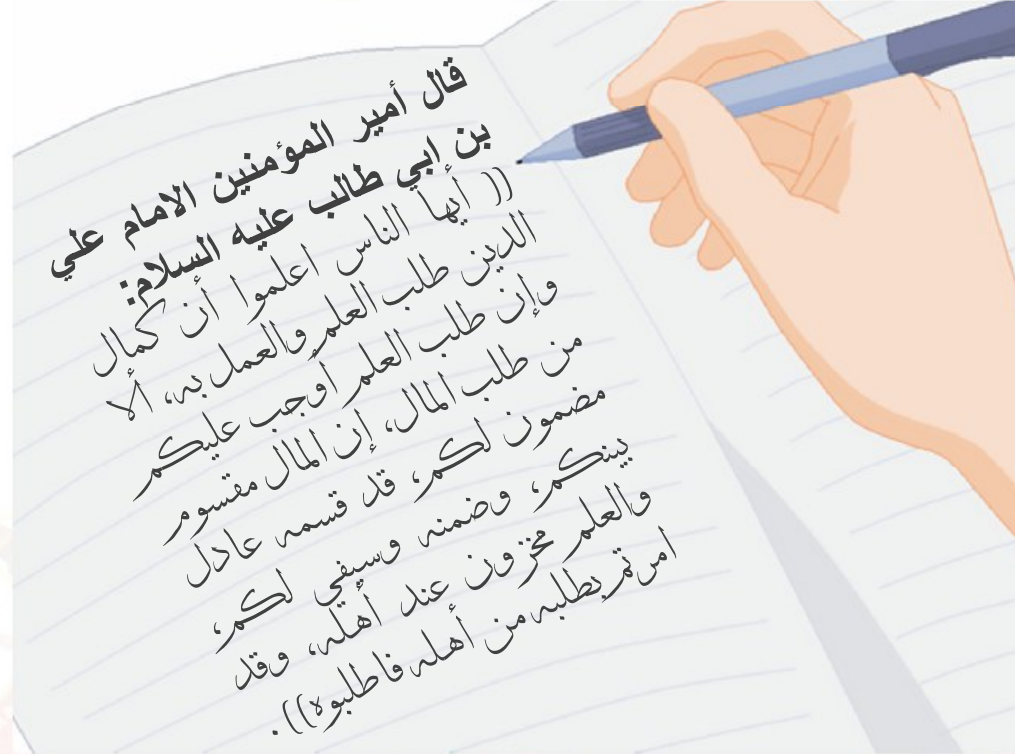 قال أمير المؤمنين الامام علي
بن ابي طالب عليه السلام:
(( أيها الناس اعلموا أن كمال
الدين طلب العلم والعمل به، ألا
وإن طلب العلم أوجب عليكم
من طلب المال، إن المال مقسوم
مضمون لكم، قد قسمه عادل
بينكم، وضمنه وسيفي لكم،
والعلم مخزون عند أهله، وقد
امرتم بطلبه من أهله فاطلبوه)).